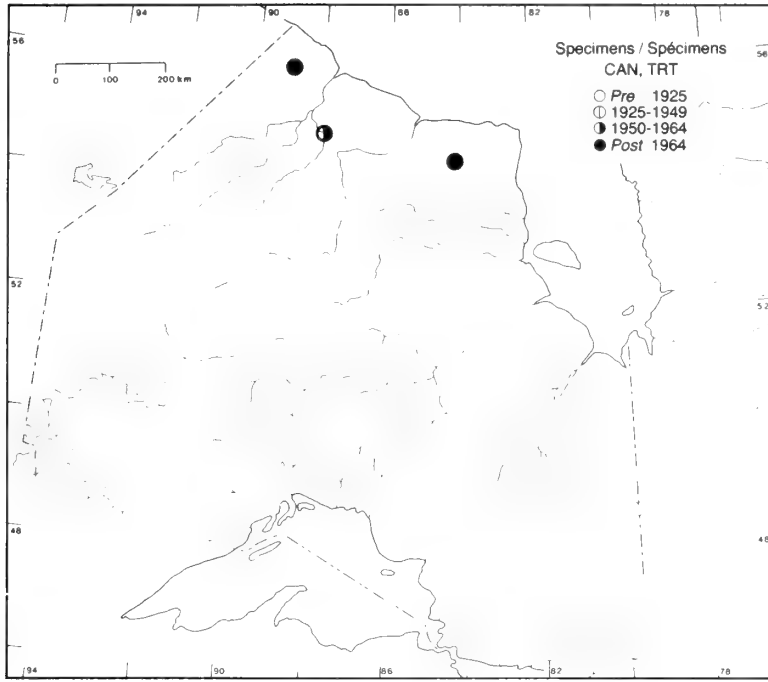 94 90 86 82 78
56
Specimens / Spécimens
CAN, TRT
Pre 1925
1925-1949
1950-1964
Post 1964
0 100 200 km
56
52
52
48
48
94 90 86 82 78